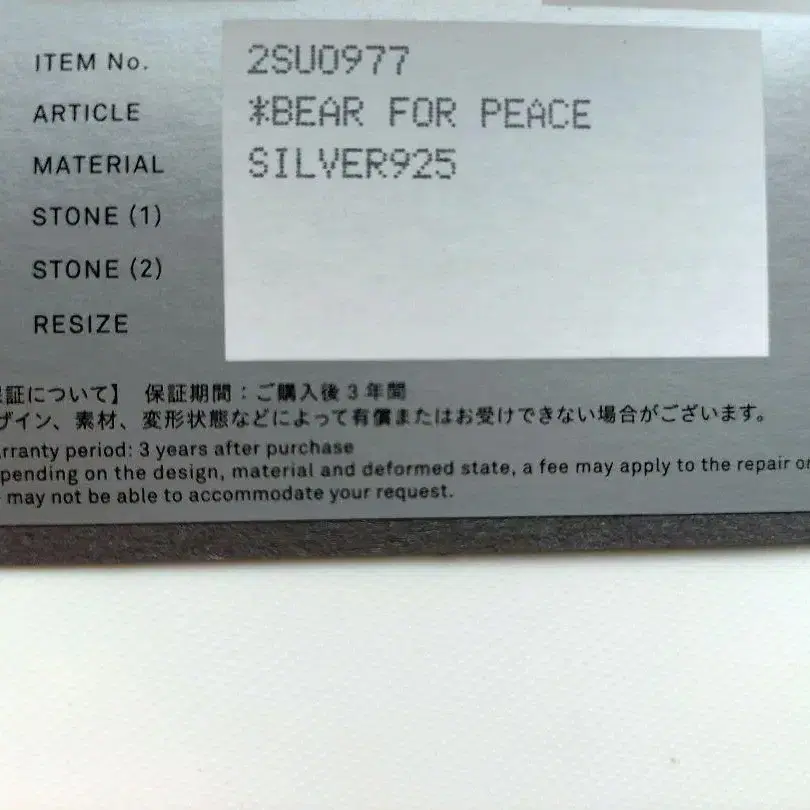 ITEM No. 2SU0977
ARTICLE *BEAR FOR PEACE
MATERIAL SILVER925
STONE (1)
STONE (2)
RESIZE
証について】 保証期間：ご購入後3年間
ザイン、素材、変形状態などによって有償またはお受けできない場合がございます。
rranty period: 3 years after purchase
pending on the design, material and deformed state, a fee may apply to the repair or
may not be able to accommodate your request.